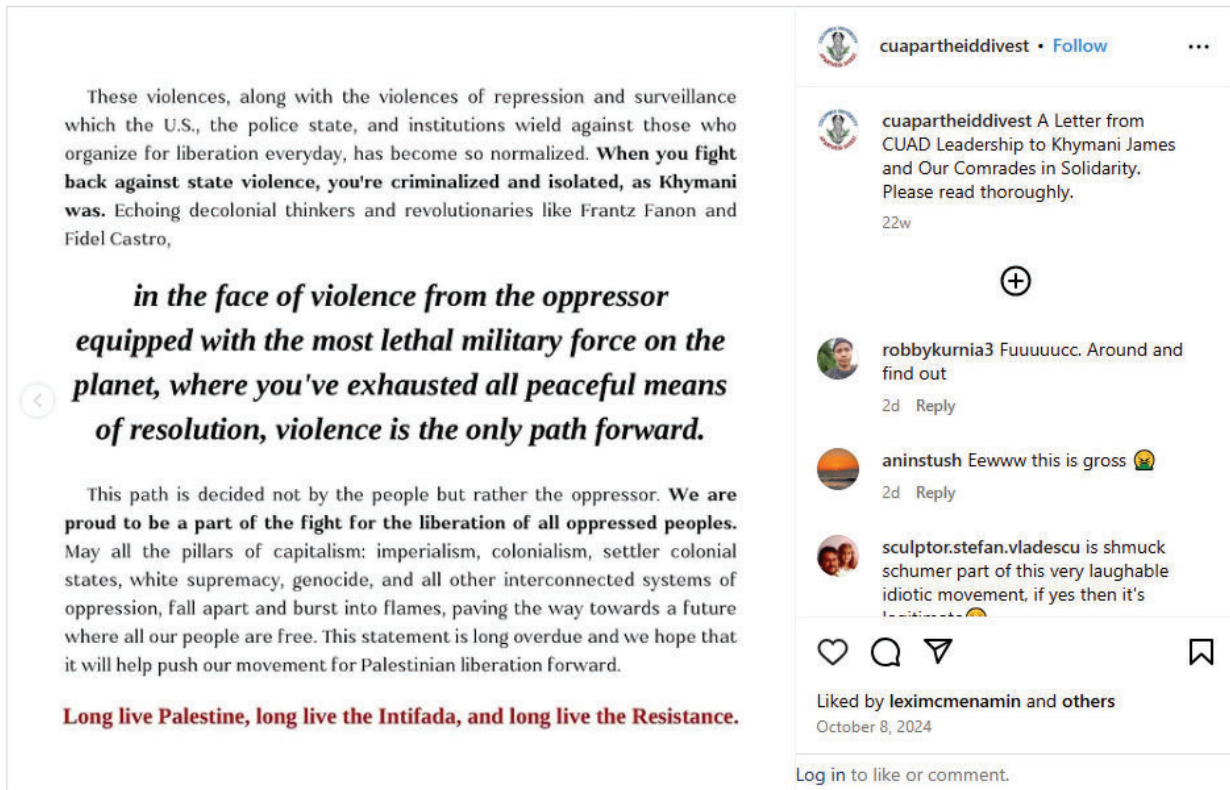 These violences, along with the violences of repression and surveillance
which the U.S., the police state, and institutions wield against those who
organize for liberation everyday, has become so normalized. When you fight
back against state violence, you're criminalized and isolated, as Khymani
was. Echoing decolonial thinkers and revolutionaries like Frantz Fanon and
Fidel Castro,
in the face of violence from the oppressor
equipped with the most lethal military force on the
planet, where you've exhausted all peaceful means
of resolution, violence is the only path forward.
This path is decided not by the people but rather the oppressor. We are
proud to be a part of the fight for the liberation of all oppressed peoples.
May all the pillars of capitalism: imperialism, colonialism, settler colonial
states, white supremacy, genocide, and all other interconnected systems of
oppression, fall apart and burst into flames, paving the way towards a future
where all our people are free. This statement is long overdue and we hope that
it will help push our movement for Palestinian liberation forward.
Long live Palestine, long live the Intifada, and long live the Resistance.
cuapartheiddivest • Follow
cuapartheiddivest A Letter from
CUAD Leadership to Khymani James
and Our Comrades in Solidarity.
Please read thoroughly.
22w
robbykurnia3 Fuuuuucc. Around and
find out
2d Reply
aninstush Eewww this is gross 🤮
2d Reply
sculptor.stefan.vladescu is shmuck
schumer part of this very laughable
idiotic movement, if yes then it's
Liked by leximcmenamin and others
October 8, 2024
Log in to like or comment.